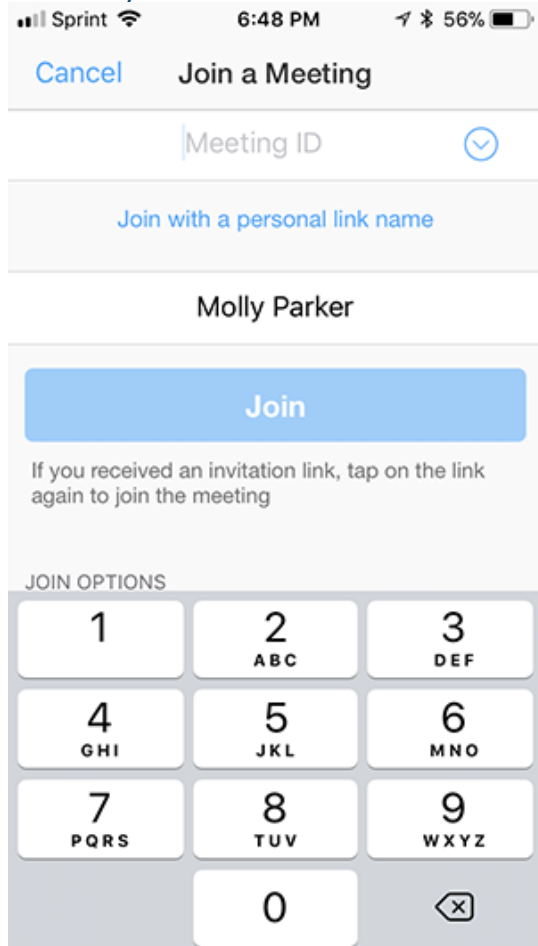 Sprint 6:48 PM 56%
Cancel Join a Meeting
Meeting ID
Join with a personal link name
Molly Parker
Join
If you received an invitation link, tap on the link
again to join the meeting
JOIN OPTIONS
1 2 3
ABC DEF
4 5 6
GHI JKL MNO
7 8 9
PQRS TUV WXYZ
0